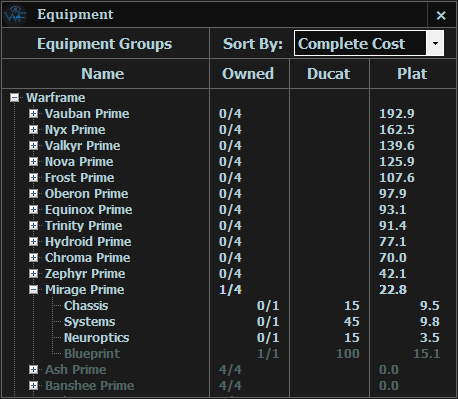 Equipment
Equipment Groups Sort By: Complete Cost
Name Owned Ducat Plat
Warframe
Vauban Prime 0/4 192.9
Nyx Prime 0/4 162.5
Valkyr Prime 0/4 139.6
Nova Prime 0/4 125.9
Frost Prime 0/4 107.6
Oberon Prime 0/4 97.9
Equinox Prime 0/4 93.1
Trinity Prime 0/4 91.4
Hydroid Prime 0/4 77.1
Chroma Prime 0/4 70.0
Zephyr Prime 0/4 42.1
Mirage Prime 1/4 22.8
Chassis 0/1 15 9.5
Systems 0/1 45 9.8
Neuroptics 0/1 15 3.5
Blueprint 1/1 100 15.1
Ash Prime 4/4 0.0
Banshee Prime 4/4 0.0